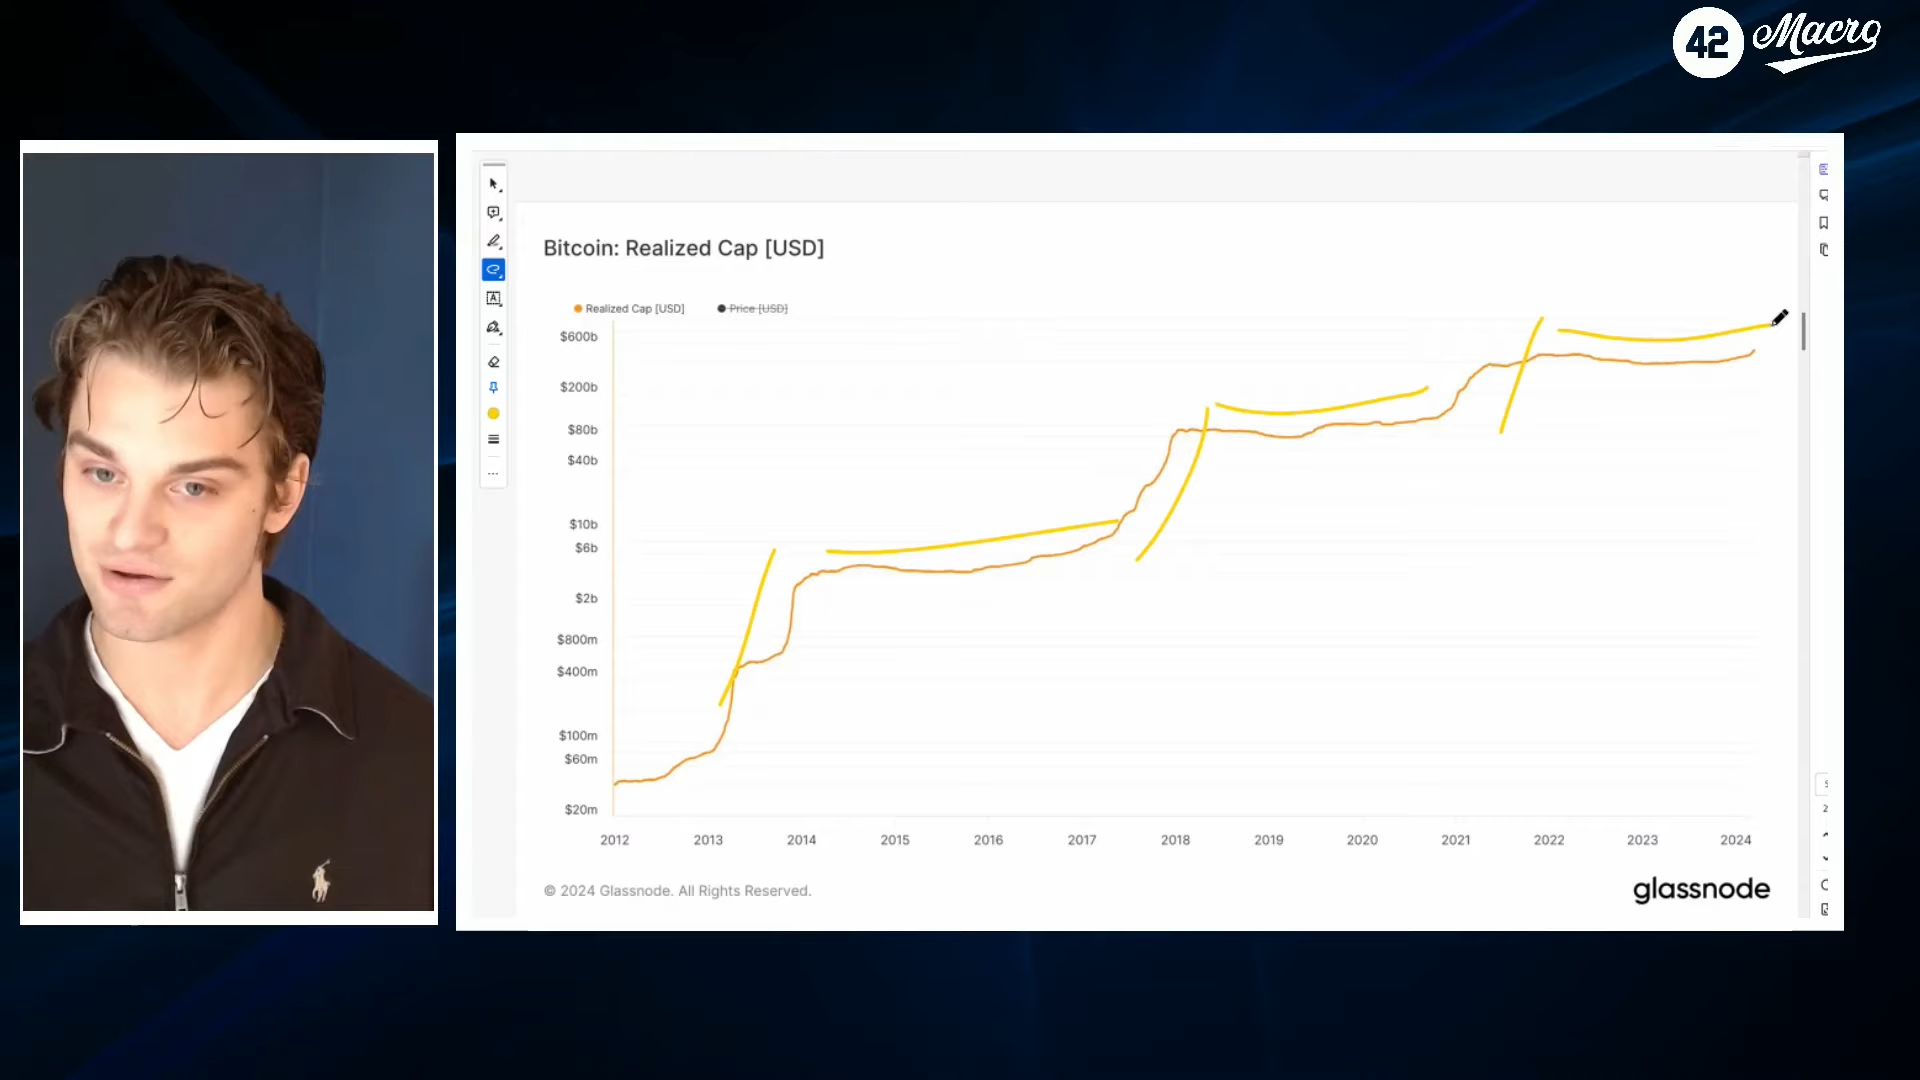 42 Macro
Bitcoin: Realized Cap [USD]
Realized Cap [USD]
Price [USD]
$600b
$200b
$80b
$40b
$10b
$6b
$2b
$800m
$400m
$100m
$60m
$20m
2012 2013 2014 2015 2016 2017 2018 2019 2020 2021 2022 2023 2024
© 2024 Glassnode. All Rights Reserved.
glassnode